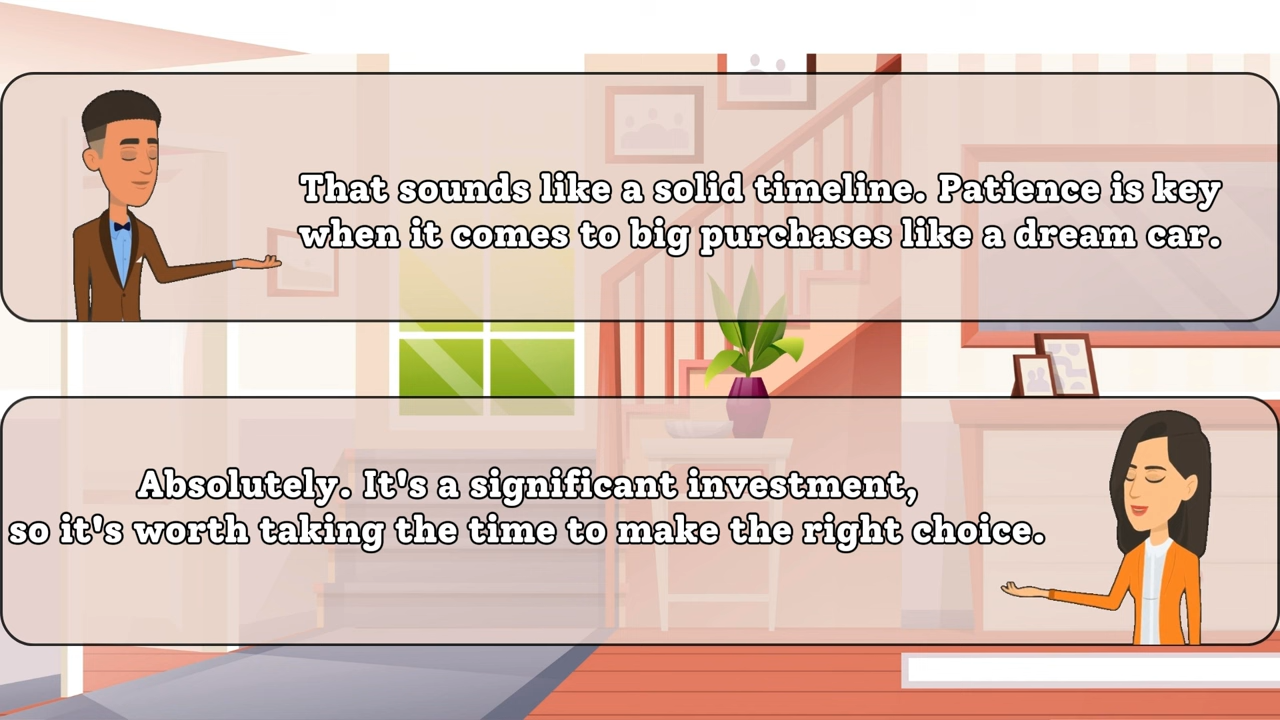 That sounds like a solid timeline. Patience is key
when it comes to big purchases like a dream car.
Absolutely. It's a significant investment,
so it's worth taking the time to make the right choice.